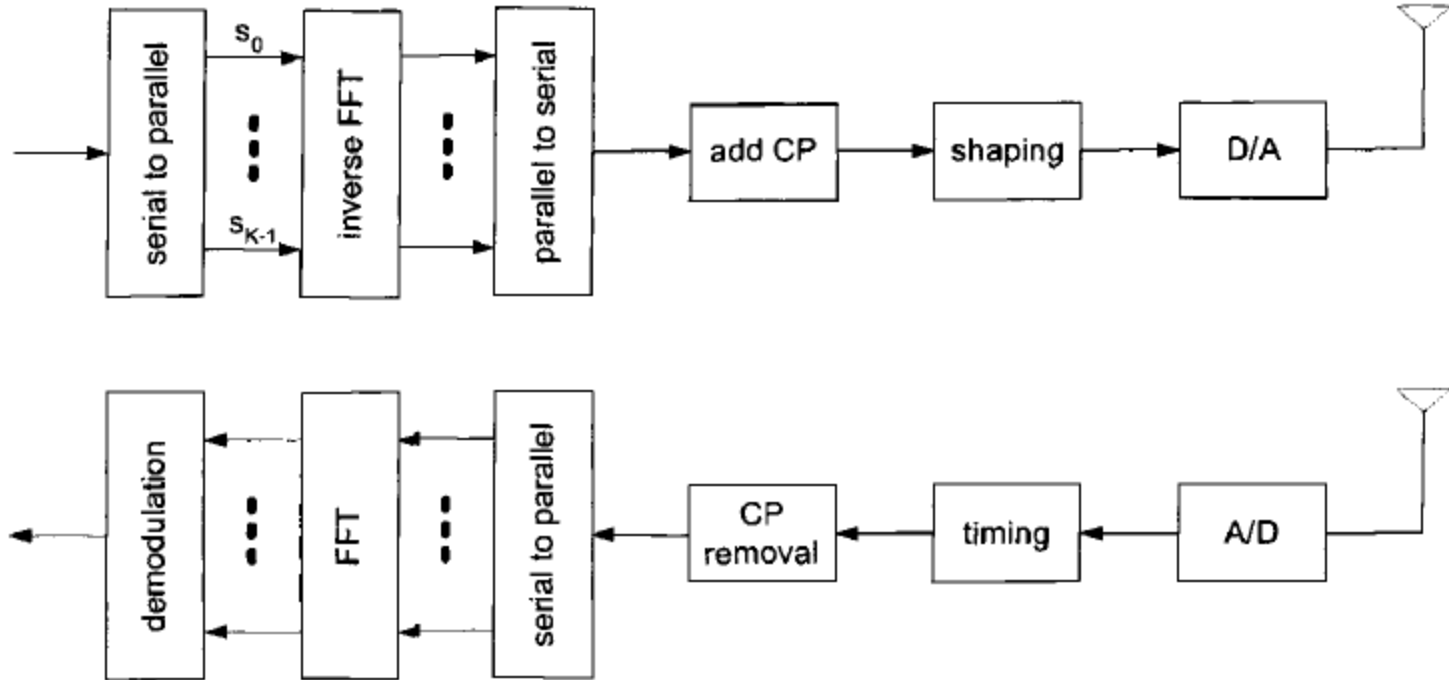 serial to parallel
s0
sK-1
inverse FFT
parallel to serial
add CP
shaping
D/A
demodulation
FFT
serial to parallel
CP
removal
timing
A/D